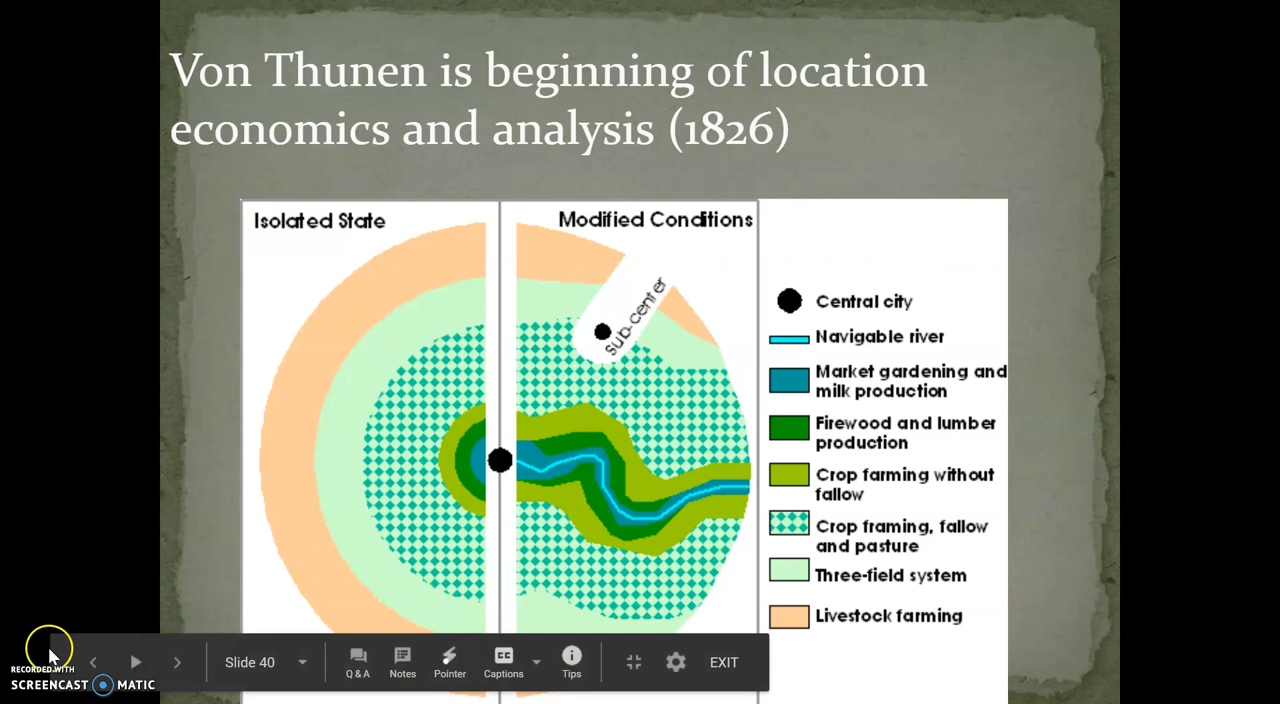 Von Thunen is beginning of location
economics and analysis (1826)
Isolated State
Modified Conditions
sub-center
Central city
Navigable river
Market gardening and
milk production
Firewood and lumber
production
Crop farming without
fallow
Crop framing, fallow
and pasture
Three-field system
Livestock farming
Slide 40
Q & A
Notes
Pointer
Captions
Tips
EXIT
RECORDED WITH
SCREENCAST MATIC